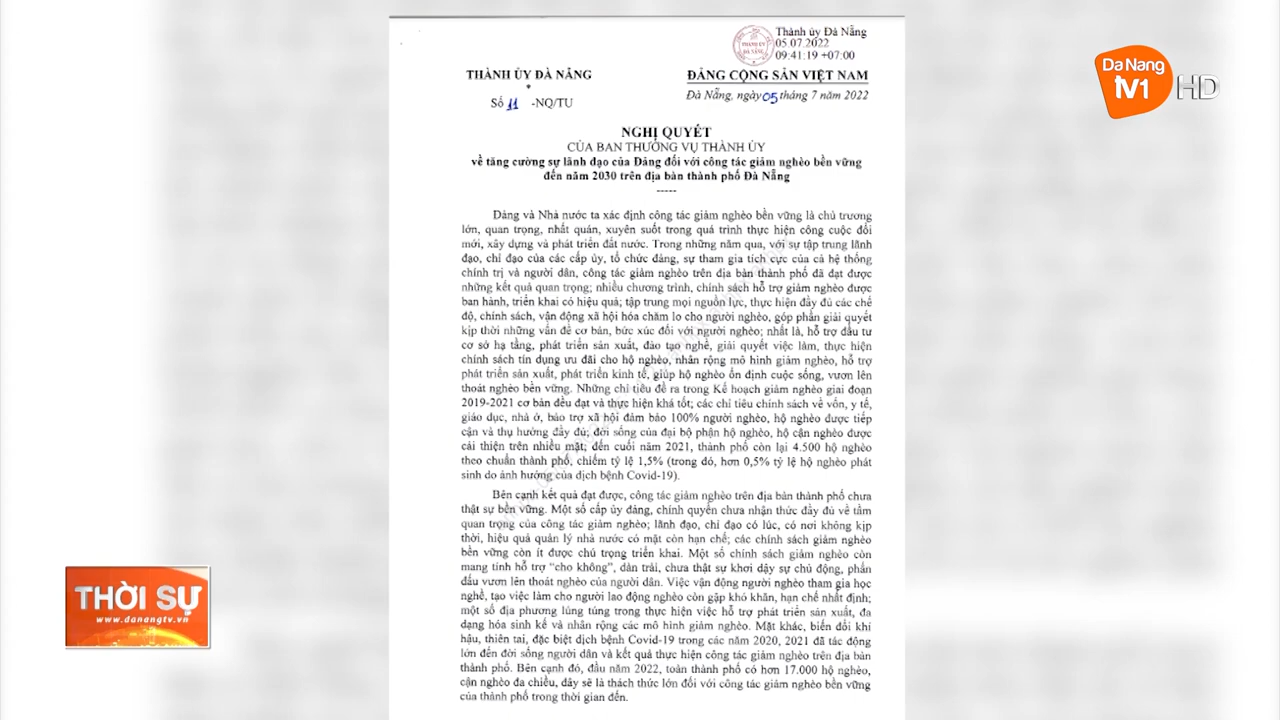 Thành ủy Đà Nẵng
05.07.2022
09:41:19 +07:00
THÀNH ỦY
ĐÀ NẴNG
THÀNH ỦY ĐÀ NẴNG
*
Số 11 -NQ/TU
ĐẢNG CỘNG SẢN VIỆT NAM
Đà Nẵng, ngày 05 tháng 7 năm 2022
Da Nang
TV1
HD
NGHỊ QUYẾT
CỦA BAN THƯỜNG VỤ THÀNH ỦY
về tăng cường sự lãnh đạo của Đảng đối với công tác giảm nghèo bền vững
đến năm 2030 trên địa bàn thành phố Đà Nẵng
-----
Đảng và Nhà nước ta xác định công tác giảm nghèo bền vững là chủ trương
lớn, quan trọng, nhất quán, xuyên suốt trong quá trình thực hiện công cuộc đổi
mới, xây dựng và phát triển đất nước. Trong những năm qua, với sự tập trung lãnh
đạo, chỉ đạo của các cấp ủy, tổ chức đảng, sự tham gia tích cực của cả hệ thống
chính trị và người dân, công tác giảm nghèo trên địa bàn thành phố đã đạt được
những kết quả quan trọng; nhiều chương trình, chính sách hỗ trợ giảm nghèo được
ban hành, triển khai có hiệu quả; tập trung mọi nguồn lực, thực hiện đầy đủ các chế
độ, chính sách, vận động xã hội hóa chăm lo cho người nghèo, góp phần giải quyết
kịp thời những vấn đề cơ bản, bức xúc đối với người nghèo; nhất là, hỗ trợ đầu tư
cơ sở hạ tầng, phát triển sản xuất, đào tạo nghề, giải quyết việc làm, thực hiện
chính sách tín dụng ưu đãi cho hộ nghèo, nhân rộng mô hình giảm nghèo, hỗ trợ
phát triển sản xuất, phát triển kinh tế, giúp hộ nghèo ổn định cuộc sống, vươn lên
thoát nghèo bền vững. Những chỉ tiêu đề ra trong Kế hoạch giảm nghèo giai đoạn
2019-2021 cơ bản đều đạt và thực hiện khá tốt; các chỉ tiêu chính sách về vốn, y tế,
giáo dục, nhà ở, bảo trợ xã hội đảm bảo 100% người nghèo, hộ nghèo được tiếp
cận và thụ hưởng đầy đủ; đời sống của đại bộ phận hộ nghèo, hộ cận nghèo được
cải thiện trên nhiều mặt; đến cuối năm 2021, thành phố còn lại 4.500 hộ nghèo
theo chuẩn thành phố, chiếm tỷ lệ 1,5% (trong đó, hơn 0,5% tỷ lệ hộ nghèo phát
sinh do ảnh hưởng của dịch bệnh Covid-19).
Bên cạnh kết quả đạt được, công tác giảm nghèo trên địa bàn thành phố chưa
thật sự bền vững. Một số cấp ủy đảng, chính quyền chưa nhận thức đầy đủ về tầm
quan trọng của công tác giảm nghèo; lãnh đạo, chỉ đạo có lúc, có nơi không kịp
thời, hiệu quả quản lý nhà nước có mặt còn hạn chế; các chính sách giảm nghèo
bền vững còn ít được chú trọng triển khai. Một số chính sách giảm nghèo còn
mang tính hỗ trợ “cho không”, dàn trải, chưa thật sự khơi dậy sự chủ động, phấn
đấu vươn lên thoát nghèo của người dân. Việc vận động người nghèo tham gia học
nghề, tạo việc làm cho người lao động nghèo còn gặp khó khăn, hạn chế nhất định;
một số địa phương lúng túng trong thực hiện việc hỗ trợ phát triển sản xuất, đa
dạng hóa sinh kế và nhân rộng các mô hình giảm nghèo. Mặt khác, biến đổi khí
hậu, thiên tai, đặc biệt dịch bệnh Covid-19 trong các năm 2020, 2021 đã tác động
lớn đến đời sống người dân và kết quả thực hiện công tác giảm nghèo trên địa bàn
thành phố. Bên cạnh đó, đầu năm 2022, toàn thành phố có hơn 17.000 hộ nghèo,
cận nghèo đa chiều, đây sẽ là thách thức lớn đối với công tác giảm nghèo bền vững
của thành phố trong thời gian đến.
THỜI SỰ
www.danangtv.vn